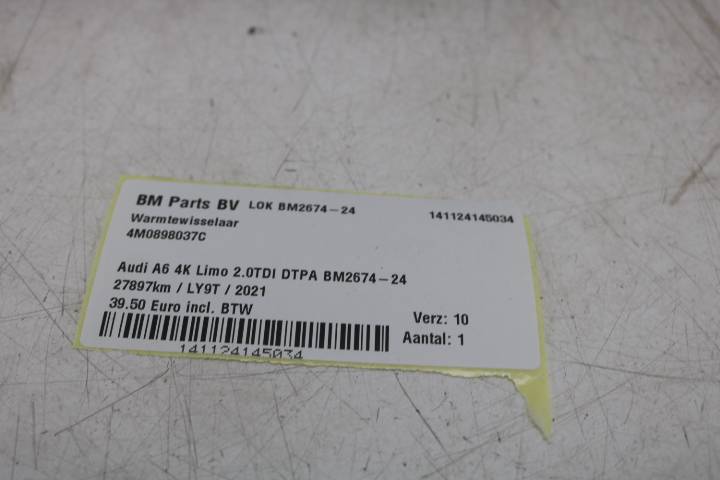 BM Parts BV LOK BM2674-24 141124145034
Warmtewisselaar
4M0898037C
Audi A6 4K Limo 2.0TDI DTPA BM2674-24
27897km / LY9T / 2021
39.50 Euro incl. BTW
Verz: 10
Aantal: 1
141124145034